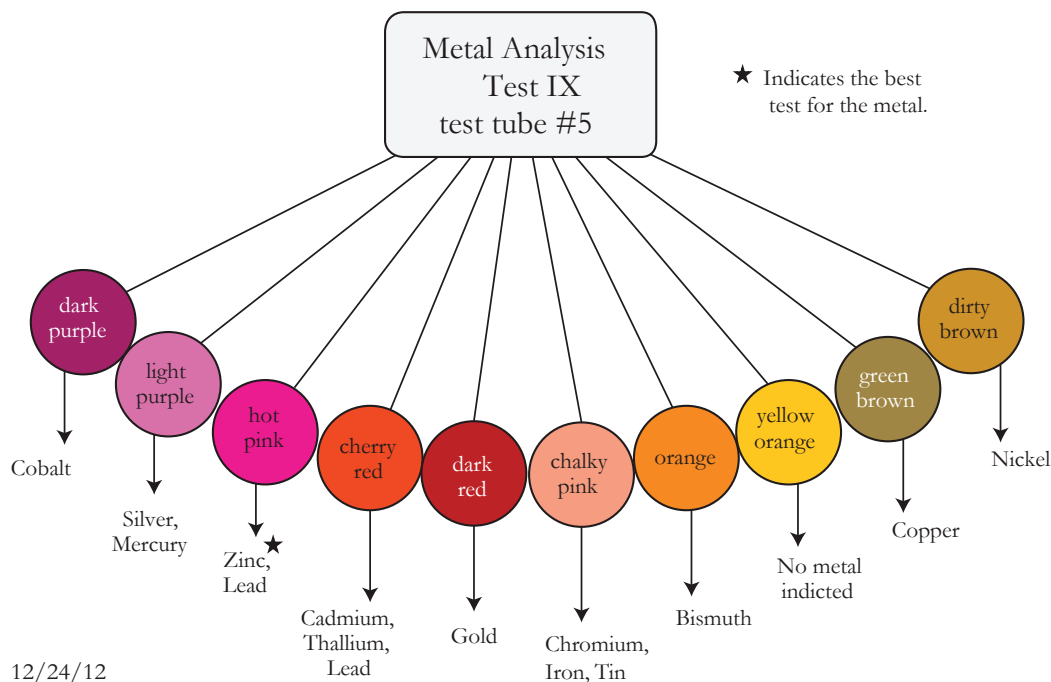 Metal Analysis
Test IX
test tube #5
★ Indicates the best
test for the metal.
dark
purple
light
purple
hot
pink
cherry
red
dark
red
chalky
pink
orange
yellow
orange
green
brown
dirty
brown
Cobalt
Silver,
Mercury
Zinc,★
Lead
Cadmium,
Thallium,
Lead
Gold
Chromium,
Iron, Tin
Bismuth
No metal
indicted
Copper
Nickel
12/24/12